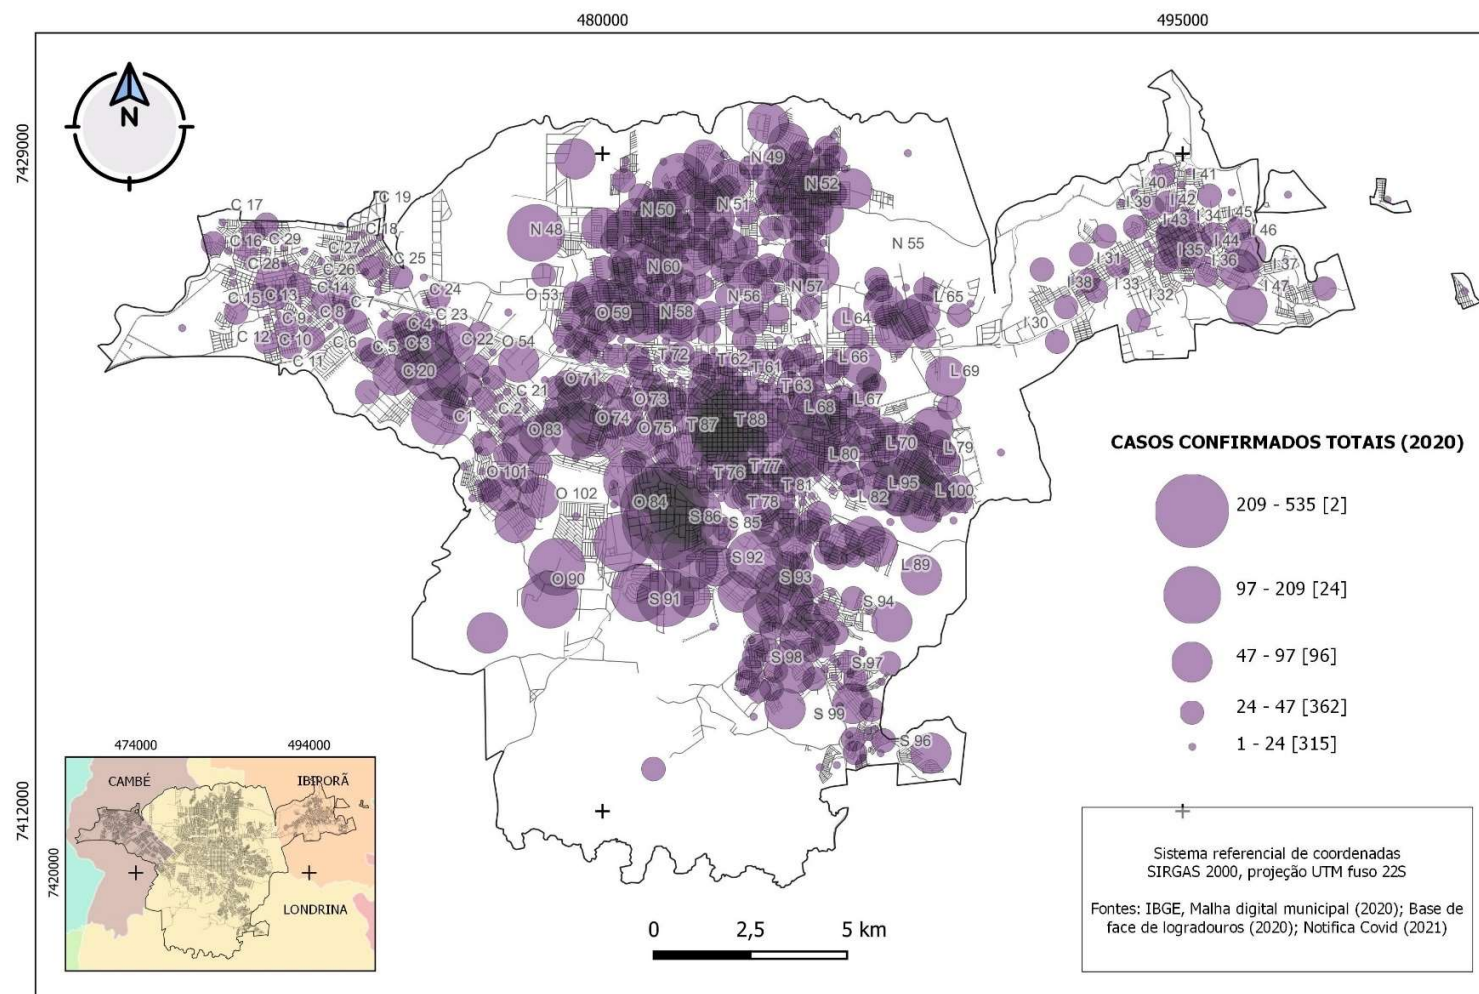 480000
495000
7429000
7412000
N
C 17
C 19
C 18
C 16
C 29
C 27
C 28
C 26
C 25
C 15
C 13
C 14
C 24
C 7
C 9
C 8
C 23
C 12
C 10
C 4
C 11
C 6
C 5
C 3
C 22
C 20
C 21
C1
C 2
N 49
N 52
N 50
N 51
N 48
N 55
N 60
N 56
N 57
N 58
O 53
O 59
O 54
L 65
L 64
L 66
L 69
L 67
L 68
L 70
L 79
L 80
L 95
L 82
L 100
L 89
T 72
T 62
T 61
T 63
T 87
T 88
T 76
T 77
T 81
T 78
O 71
O 73
O 74
O 75
O 83
O 101
O 102
O 84
O 90
S 86
S 85
S 92
S 93
S 91
S 94
S 98
S 97
S 99
S 96
I 40
I 41
I 39
I 42
I 43
I 34
I 45
I 46
I 44
I 35
I 36
I 37
I 31
I 38
I 33
I 32
I 47
I 30
CASOS CONFIRMADOS TOTAIS (2020)
209 - 535 [2]
97 - 209 [24]
47 - 97 [96]
24 - 47 [362]
1 - 24 [315]
474000
494000
7420000
CAMBÉ
IBIPORÃ
LONDRINA
0
2,5
5 km
Sistema referencial de coordenadas
SIRGAS 2000, projeção UTM fuso 22S
Fontes: IBGE, Malha digital municipal (2020); Base de
face de logradouros (2020); Notifica Covid (2021)